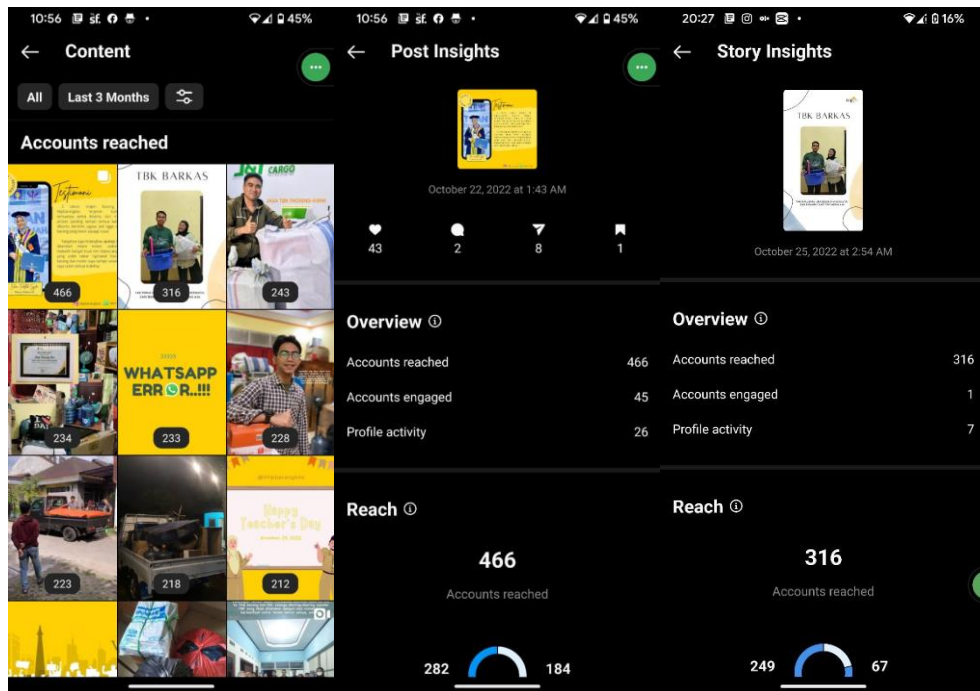 10:56
45%
Content
All
Last 3 Months
Accounts reached
Testimoni
466
TBK BARKAS
316
J&T CARGO
243
234
WHATSAPP
ERR R..!!!
233
228
223
218
Happy
Teacher's Day
212
10:56
45%
Post Insights
Testimoni
October 22, 2022 at 1:43 AM
43
2
8
1
Overview
Accounts reached
466
Accounts engaged
45
Profile activity
26
Reach
466
Accounts reached
282
184
20:27
16%
Story Insights
TBK BARKAS
October 25, 2022 at 2:54 AM
Overview
Accounts reached
316
Accounts engaged
1
Profile activity
7
Reach
316
Accounts reached
249
67